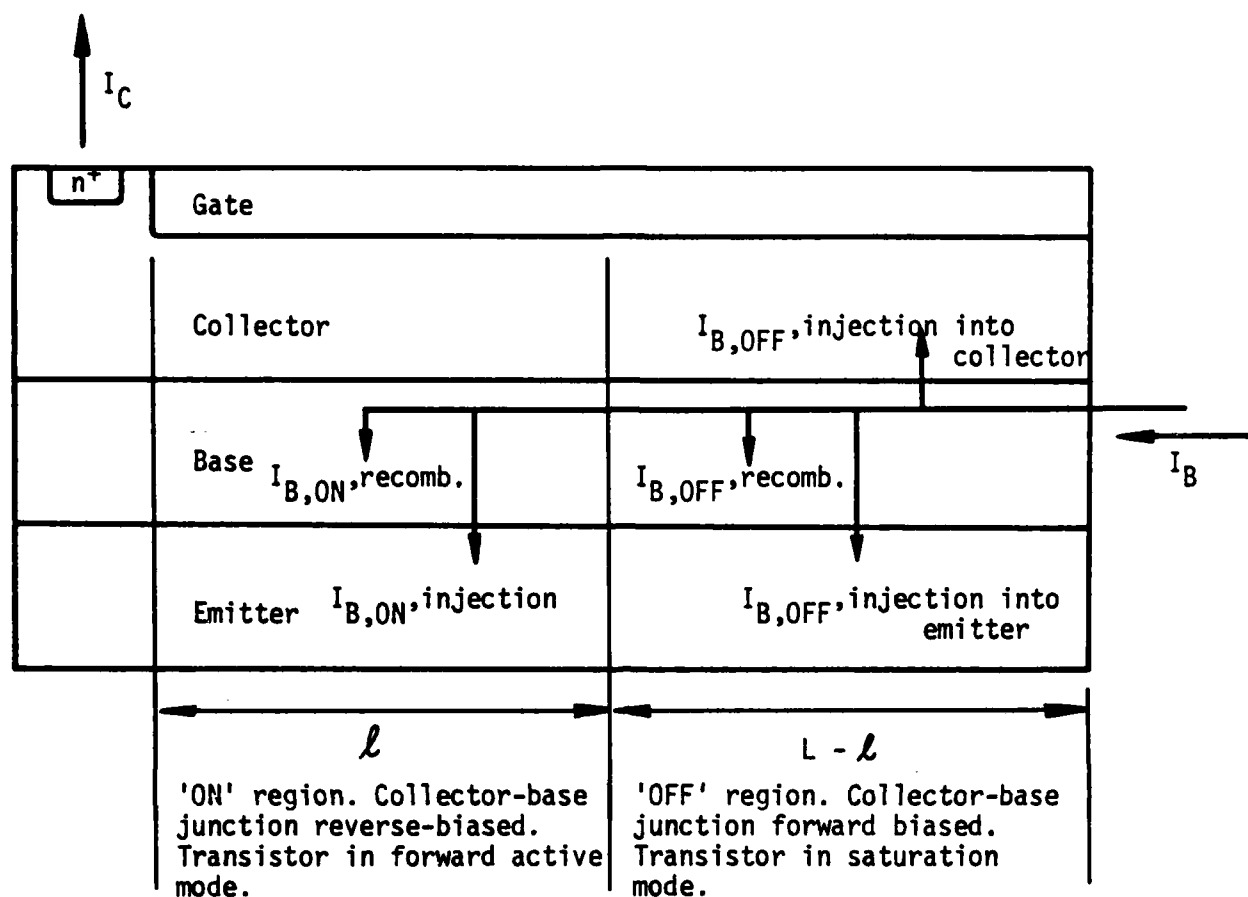 I_C
n+
Gate
Collector
I_B,OFF, injection into
collector
Base
I_B,ON, recomb.
I_B,OFF, recomb.
I_B
Emitter
I_B,ON, injection
I_B,OFF, injection into
emitter
ℓ
L - ℓ
'ON' region. Collector-base
junction reverse-biased.
Transistor in forward active
mode.
'OFF' region. Collector-base
junction forward biased.
Transistor in saturation
mode.